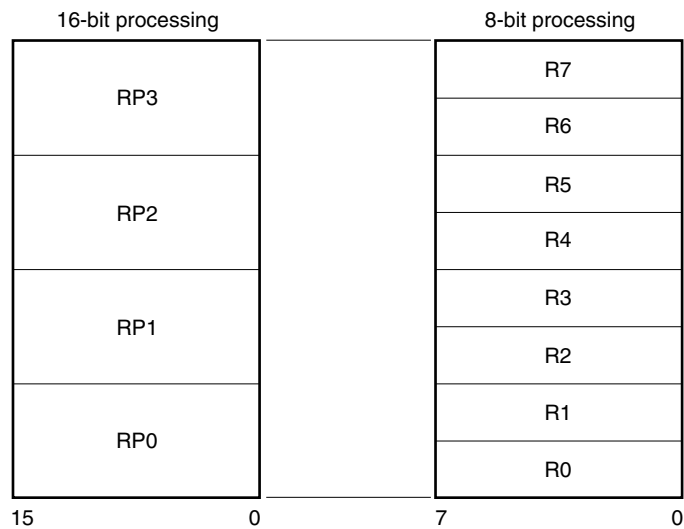 16-bit processing
8-bit processing
RP3
RP2
RP1
RP0
R7
R6
R5
R4
R3
R2
R1
R0
15 0
7 0